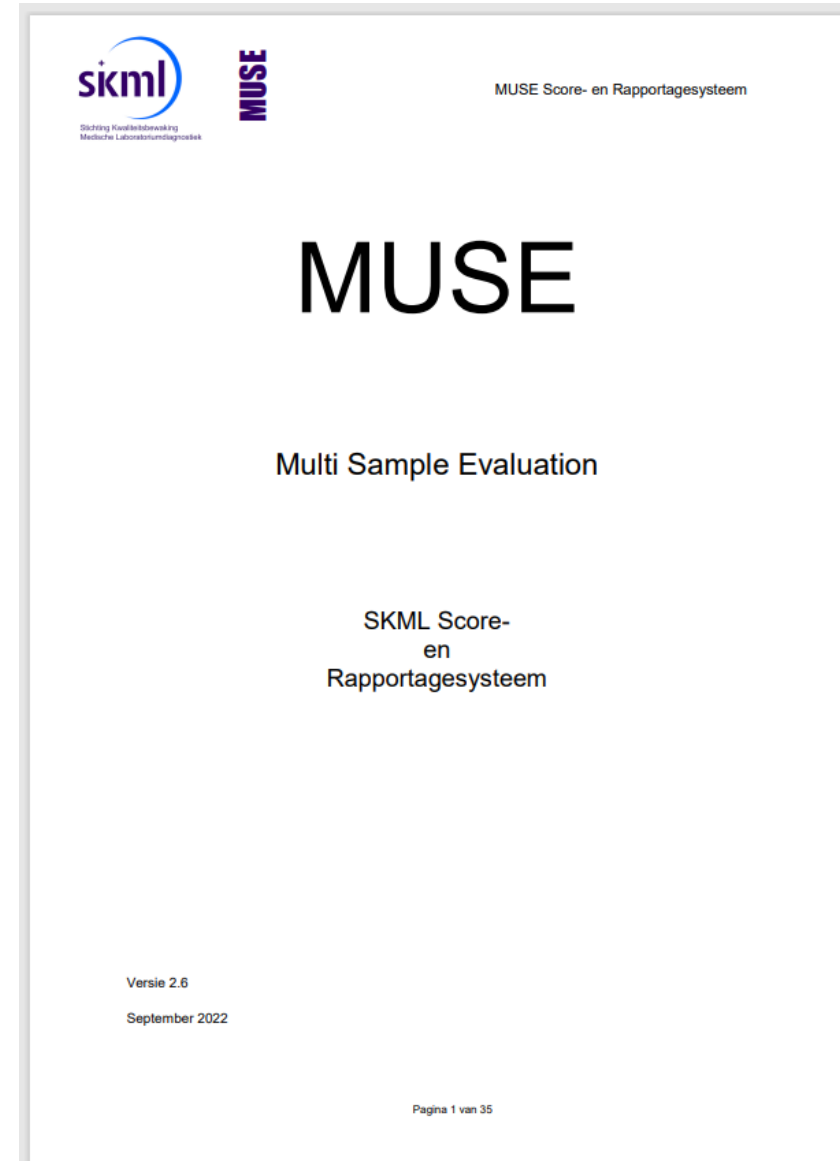 skml
Stichting Kwaliteitsbewaking
Medische Laboratoriumdiagnostiek
MUSE
MUSE Score- en Rapportagesysteem
MUSE
Multi Sample Evaluation
SKML Score-
en
Rapportagesysteem
Versie 2.6
September 2022
Pagina 1 van 35